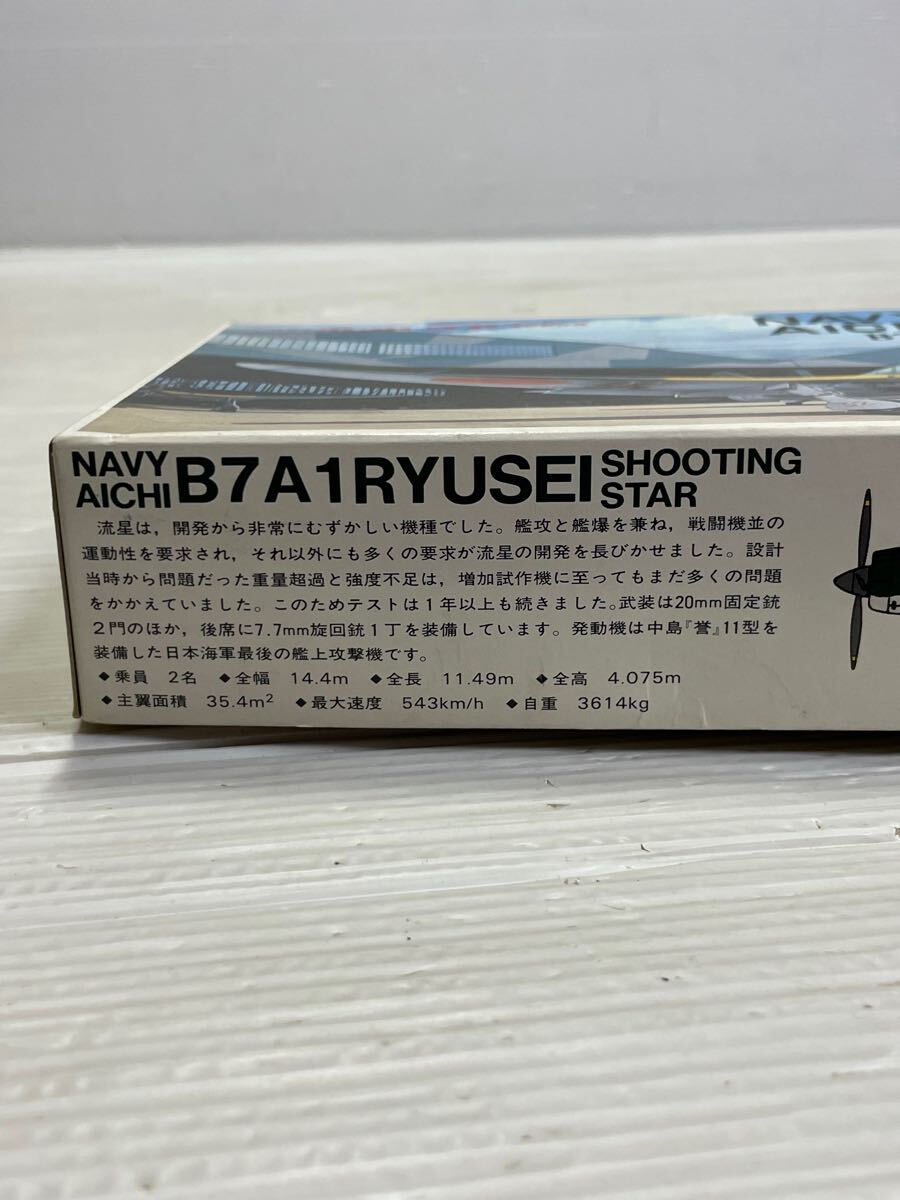 NAVY AICHI B7A1 RYUSEI SHOOTING STAR
流星は，開発から非常にむずかしい機種でした。艦攻と艦爆を兼ね，戦闘機並の
運動性を要求され，それ以外にも多くの要求が流星の開発を長びかせました。設計
当時から問題だった重量超過と強度不足は，増加試作機に至ってもまだ多くの問題
をかかえていました。このためテストは1年以上も続きました。武装は20mm固定銃
2門のほか，後席に7.7mm旋回銃1丁を装備しています。発動機は中島『誉』11型を
装備した日本海軍最後の艦上攻撃機です。
◆乗員 2名 ◆全幅 14.4m ◆全長 11.49m ◆全高 4.075m
◆主翼面積 35.4m² ◆最大速度 543km/h ◆自重 3614kg